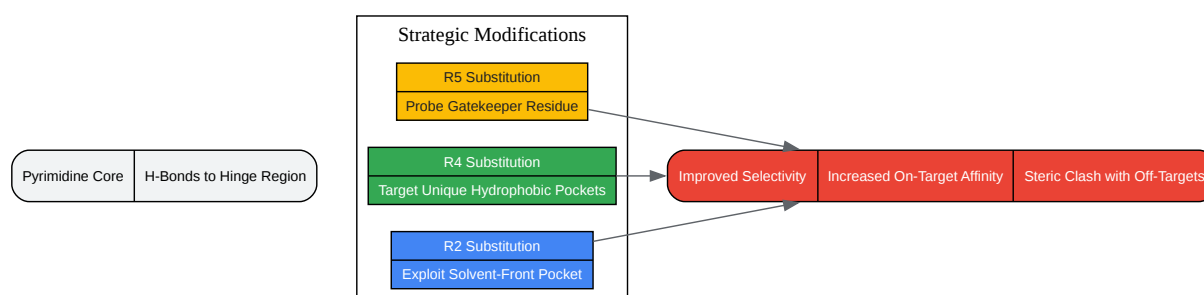 Strategic Modifications
R5 Substitution
Probe Gatekeeper Residue
Pyrimidine Core
H-Bonds to Hinge Region
R4 Substitution
Target Unique Hydrophobic Pockets
Improved Selectivity
Increased On-Target Affinity
Steric Clash with Off-Targets
R2 Substitution
Exploit Solvent-Front Pocket